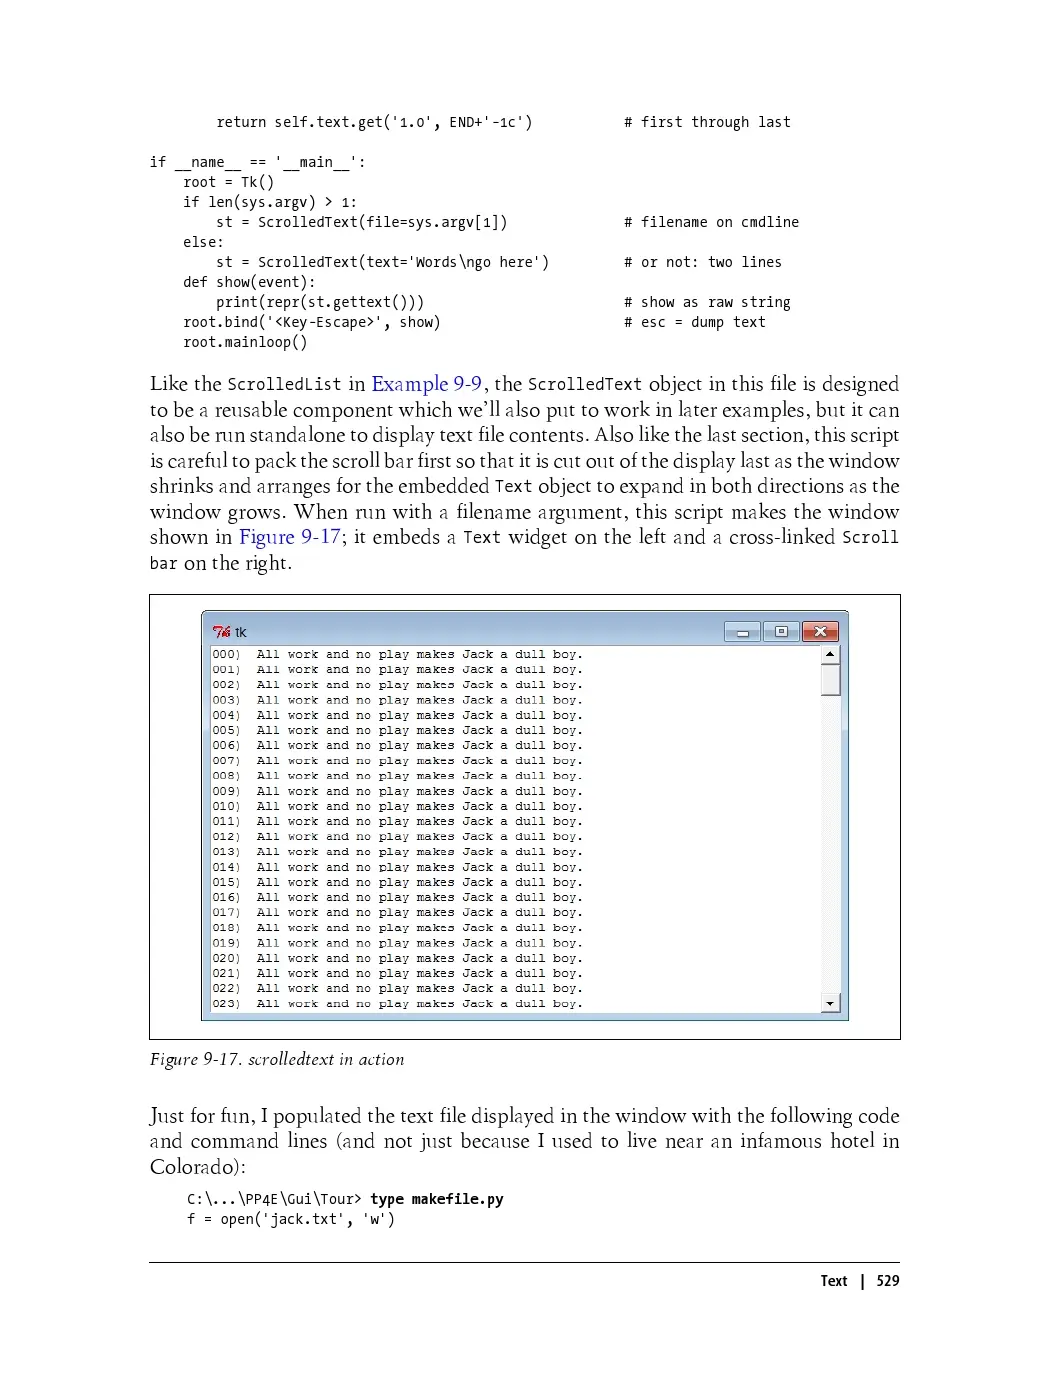 return self.text.get('1.0', END+'-1c') # first through last
if __name__ == '__main__':
root = Tk()
if len(sys.argv) > 1:
st = ScrolledText(file=sys.argv[1]) # filename on cmdline
else:
st = ScrolledText(text='Words\ngo here') # or not: two lines
def show(event):
print(repr(st.gettext())) # show as raw string
root.bind('<Key-Escape>', show) # esc = dump text
root.mainloop()
Like the ScrolledList in Example 9-9, the ScrolledText object in this file is designed
to be a reusable component which we’ll also put to work in later examples, but it can
also be run standalone to display text file contents. Also like the last section, this script
is careful to pack the scroll bar first so that it is cut out of the display last as the window
shrinks and arranges for the embedded Text object to expand in both directions as the
window grows. When run with a filename argument, this script makes the window
shown in Figure 9-17; it embeds a Text widget on the left and a cross-linked Scroll
bar on the right.
tk
000) All work and no play makes Jack a dull boy.
001) All work and no play makes Jack a dull boy.
002) All work and no play makes Jack a dull boy.
003) All work and no play makes Jack a dull boy.
004) All work and no play makes Jack a dull boy.
005) All work and no play makes Jack a dull boy.
006) All work and no play makes Jack a dull boy.
007) All work and no play makes Jack a dull boy.
008) All work and no play makes Jack a dull boy.
009) All work and no play makes Jack a dull boy.
010) All work and no play makes Jack a dull boy.
011) All work and no play makes Jack a dull boy.
012) All work and no play makes Jack a dull boy.
013) All work and no play makes Jack a dull boy.
014) All work and no play makes Jack a dull boy.
015) All work and no play makes Jack a dull boy.
016) All work and no play makes Jack a dull boy.
017) All work and no play makes Jack a dull boy.
018) All work and no play makes Jack a dull boy.
019) All work and no play makes Jack a dull boy.
020) All work and no play makes Jack a dull boy.
021) All work and no play makes Jack a dull boy.
022) All work and no play makes Jack a dull boy.
023) All work and no play makes Jack a dull boy.
Figure 9-17. scrolledtext in action
Just for fun, I populated the text file displayed in the window with the following code
and command lines (and not just because I used to live near an infamous hotel in
Colorado):
C:\...\PP4E\Gui\Tour> type makefile.py
f = open('jack.txt', 'w')
Text | 529